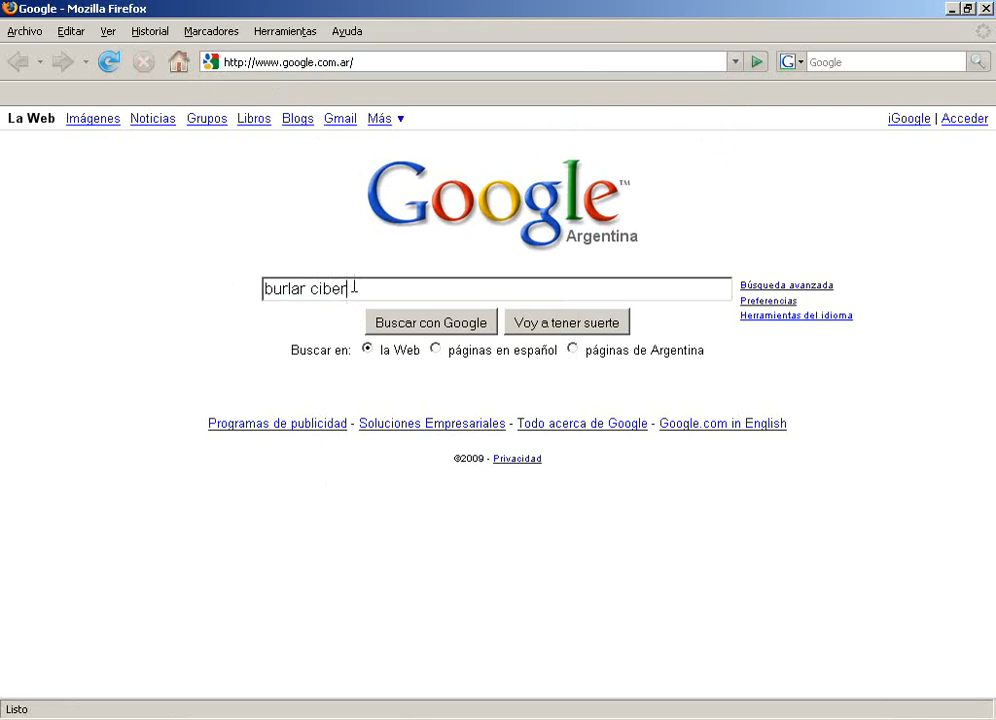 Google - Mozilla Firefox
Archivo Editar Ver Historial Marcadores Herramientas Ayuda
http://www.google.com.ar/ G Google
La Web Imágenes Noticias Grupos Libros Blogs Gmail Más ▼ iGoogle | Acceder
Google™
Argentina
burlar ciber
Búsqueda avanzada
Preferencias
Herramientas del idioma
Buscar con Google Voy a tener suerte
Buscar en: la Web páginas en español páginas de Argentina
Programas de publicidad - Soluciones Empresariales - Todo acerca de Google - Google.com in English
©2009 - Privacidad
Listo